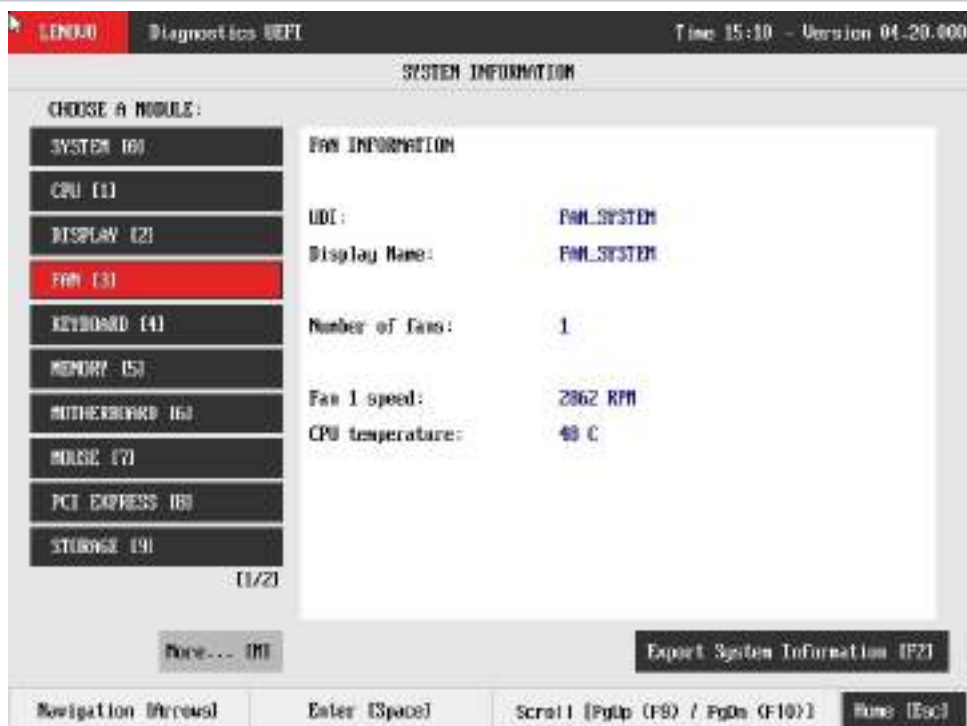 LENOVO Diagnostics UEFI Time 15:10 - Version 04.20.000
SYSTEM INFORMATION
CHOOSE A MODULE:
SYSTEM [0]
CPU [1]
DISPLAY [2]
FAN [3]
KEYBOARD [4]
MEMORY [5]
MOTHERBOARD [6]
MOUSE [7]
PCI EXPRESS [8]
STORAGE [9]
[1/2]
More... [M]
FAN INFORMATION
UDI: FAN_SYSTEM
Display Name: FAN_SYSTEM
Number of fans: 1
Fan 1 speed: 2862 RPM
CPU temperature: 48 C
Export System Information [F2]
Navigation [Arrows] Enter [Space] Scroll [PgUp (F9) / PgDn (F10)] Home [Esc]